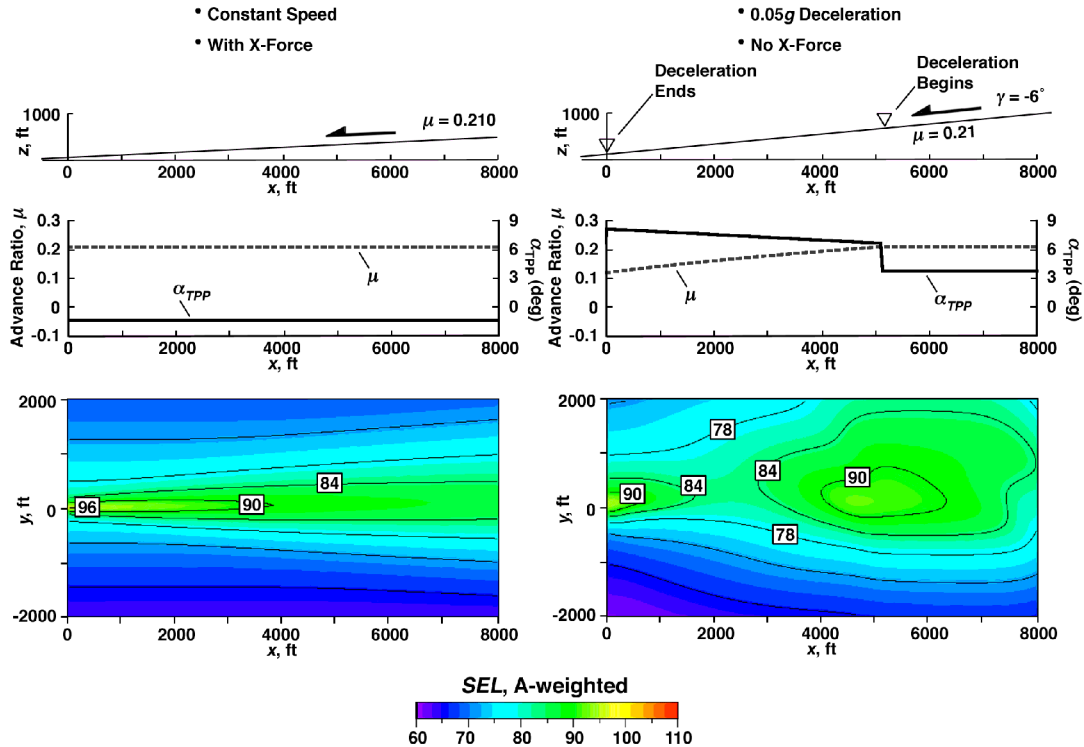 • Constant Speed
• With X-Force
1000
z, ft
0
μ = 0.210
0 2000 4000 6000 8000
x, ft
0.3
0.2
0.1
0
-0.1
Advance Ratio, μ
μ
αTPP
9
6
3
0
αTPP (deg)
0 2000 4000 6000 8000
x, ft
2000
y, ft
0
-2000
96
90
84
0 2000 4000 6000 8000
x, ft
• 0.05g Deceleration
• No X-Force
Deceleration
Ends
Deceleration
Begins
γ = -6°
μ = 0.21
1000
z, ft
0
0 2000 4000 6000 8000
x, ft
0.3
0.2
0.1
0
-0.1
Advance Ratio, μ
μ
αTPP
9
6
3
0
αTPP (deg)
0 2000 4000 6000 8000
x, ft
2000
y, ft
0
-2000
78
84
90
90
84
78
0 2000 4000 6000 8000
x, ft
SEL, A-weighted
60 70 80 90 100 110